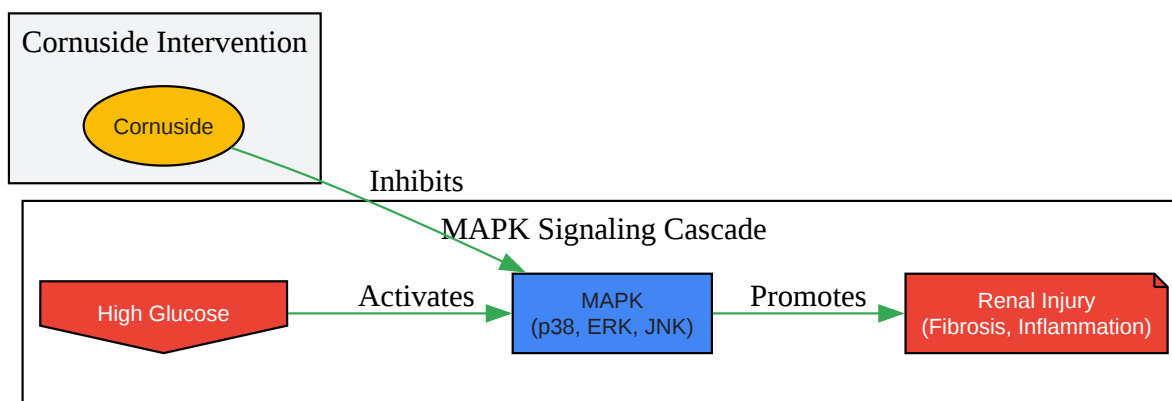 Cornuside Intervention
Cornuside
Inhibits
MAPK Signaling Cascade
High Glucose
Activates
MAPK
(p38, ERK, JNK)
Promotes
Renal Injury
(Fibrosis, Inflammation)